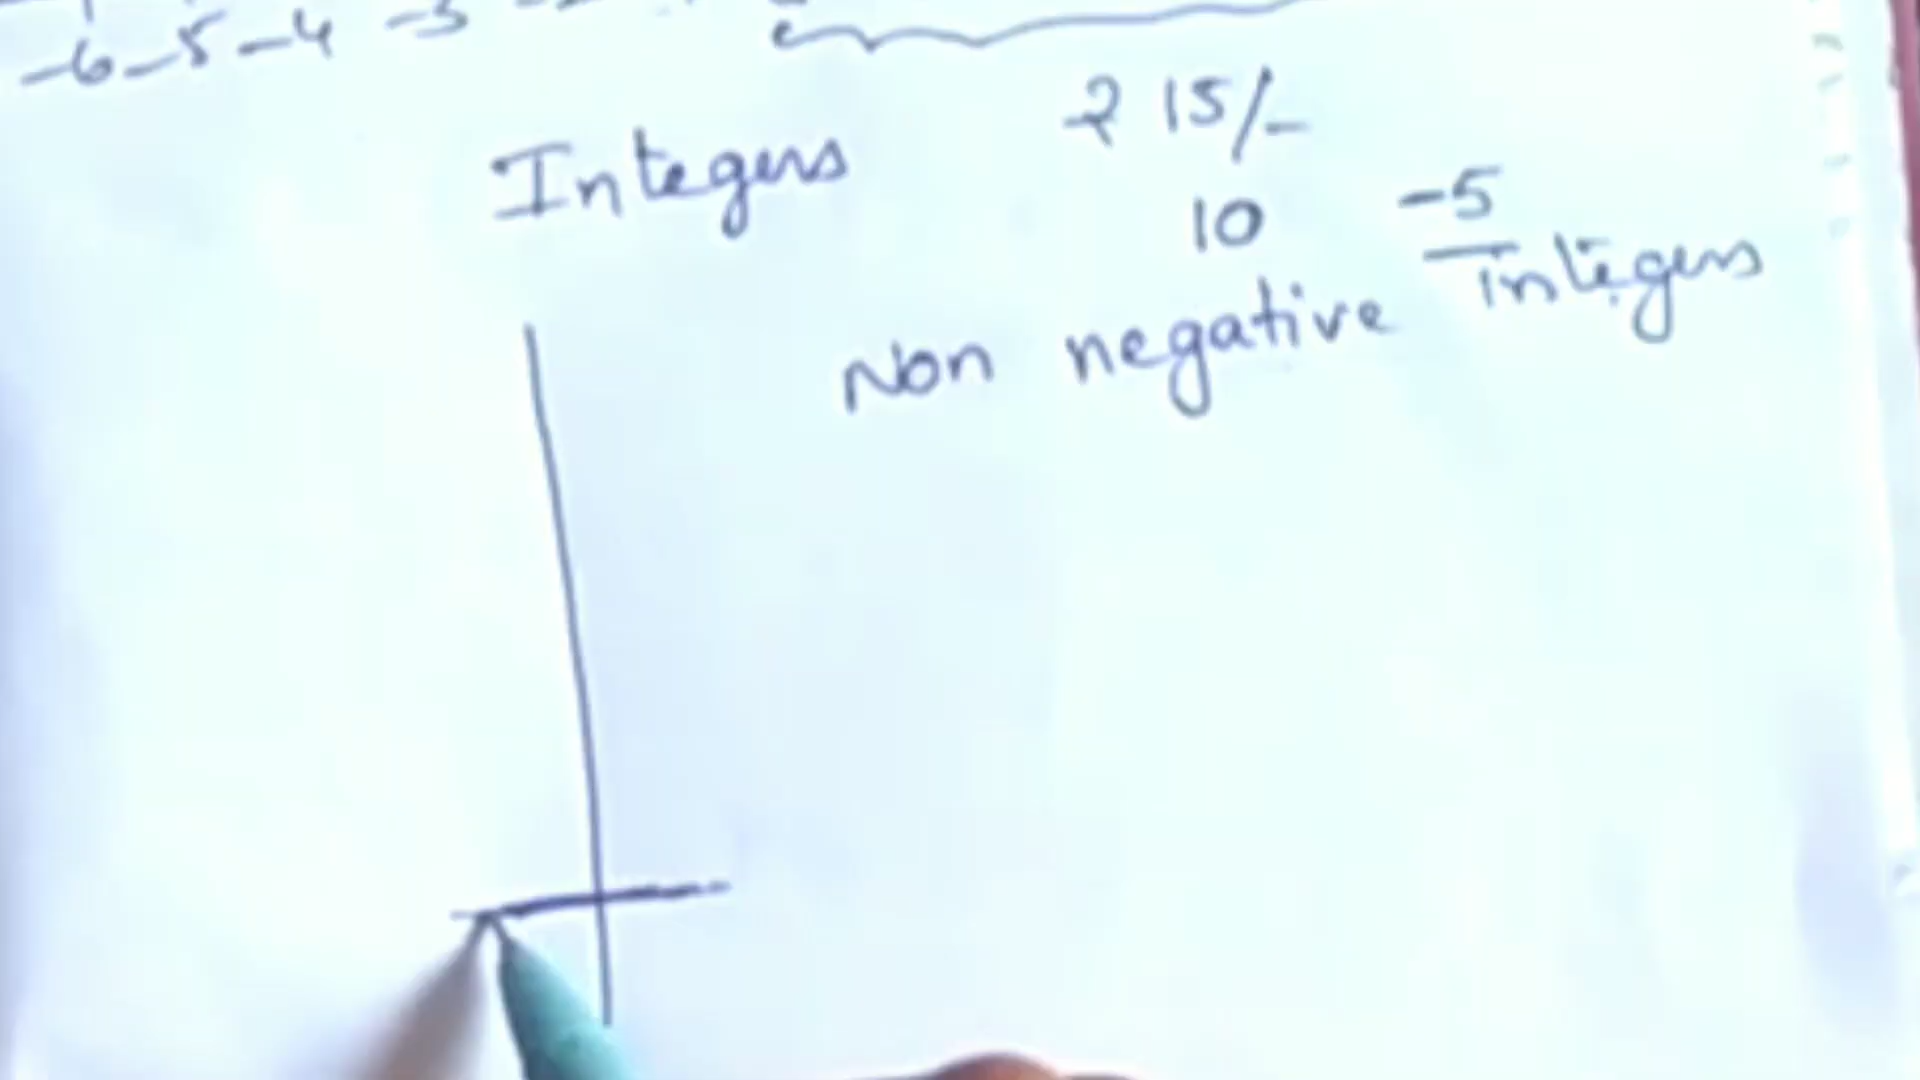 -6 -5 -4 -3
Integers
₹ 15/-
10 -5
Non negative integers